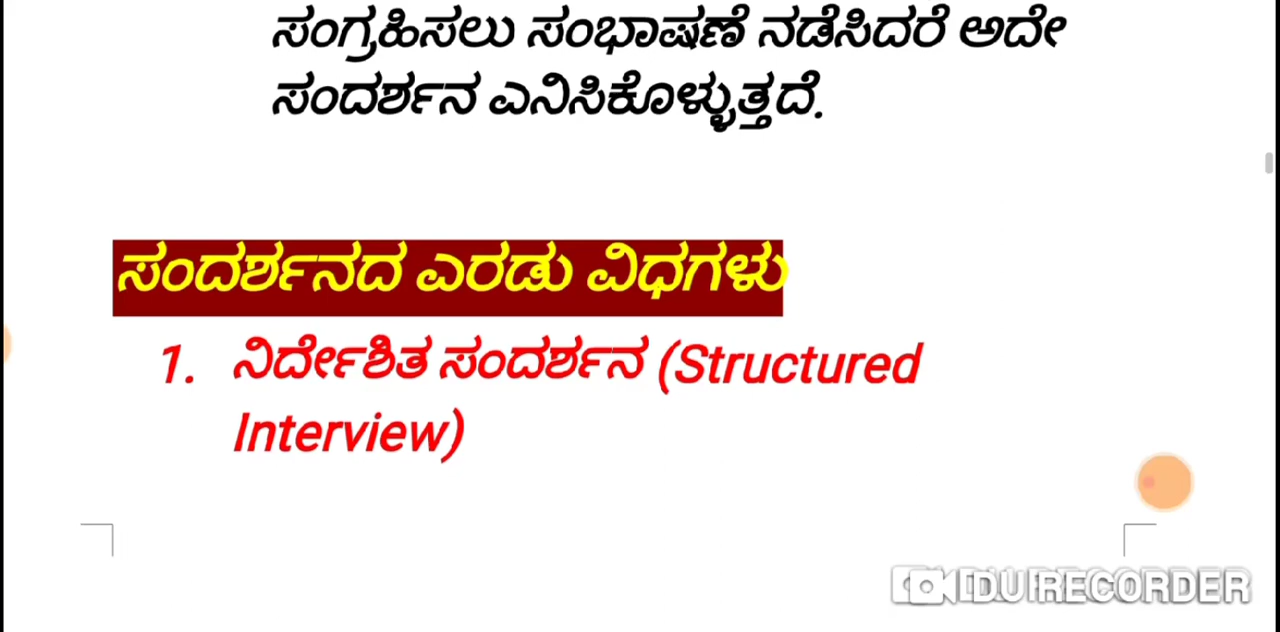 ಸಂಗ್ರಹಿಸಲು ಸಂಭಾಷಣೆ ನಡೆಸಿದರೆ ಅದೇ
ಸಂದರ್ಶನ ಎನಿಸಿಕೊಳ್ಳುತ್ತದೆ.
ಸಂದರ್ಶನದ ಎರಡು ವಿಧಗಳು
1. ನಿರ್ದೇಶಿತ ಸಂದರ್ಶನ (Structured
Interview)
DU RECORDER